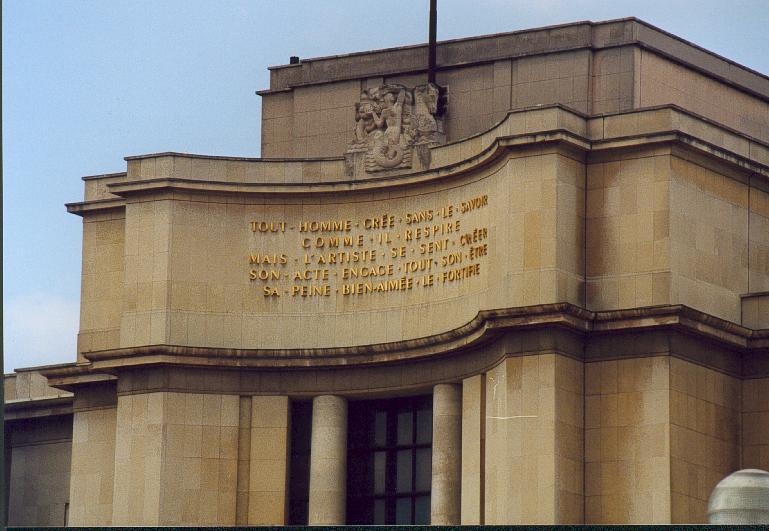 TOUT·HOMME·CRÉE·SANS·LE·SAVOIR
COMME·IL·RESPIRE
MAIS·L'ARTISTE·SE·SENT·CRÉER
SON·ACTE·ENGAGE·TOUT·SON·ÊTRE
SA·PEINE·BIEN-AIMÉE·LE·FORTIFIE